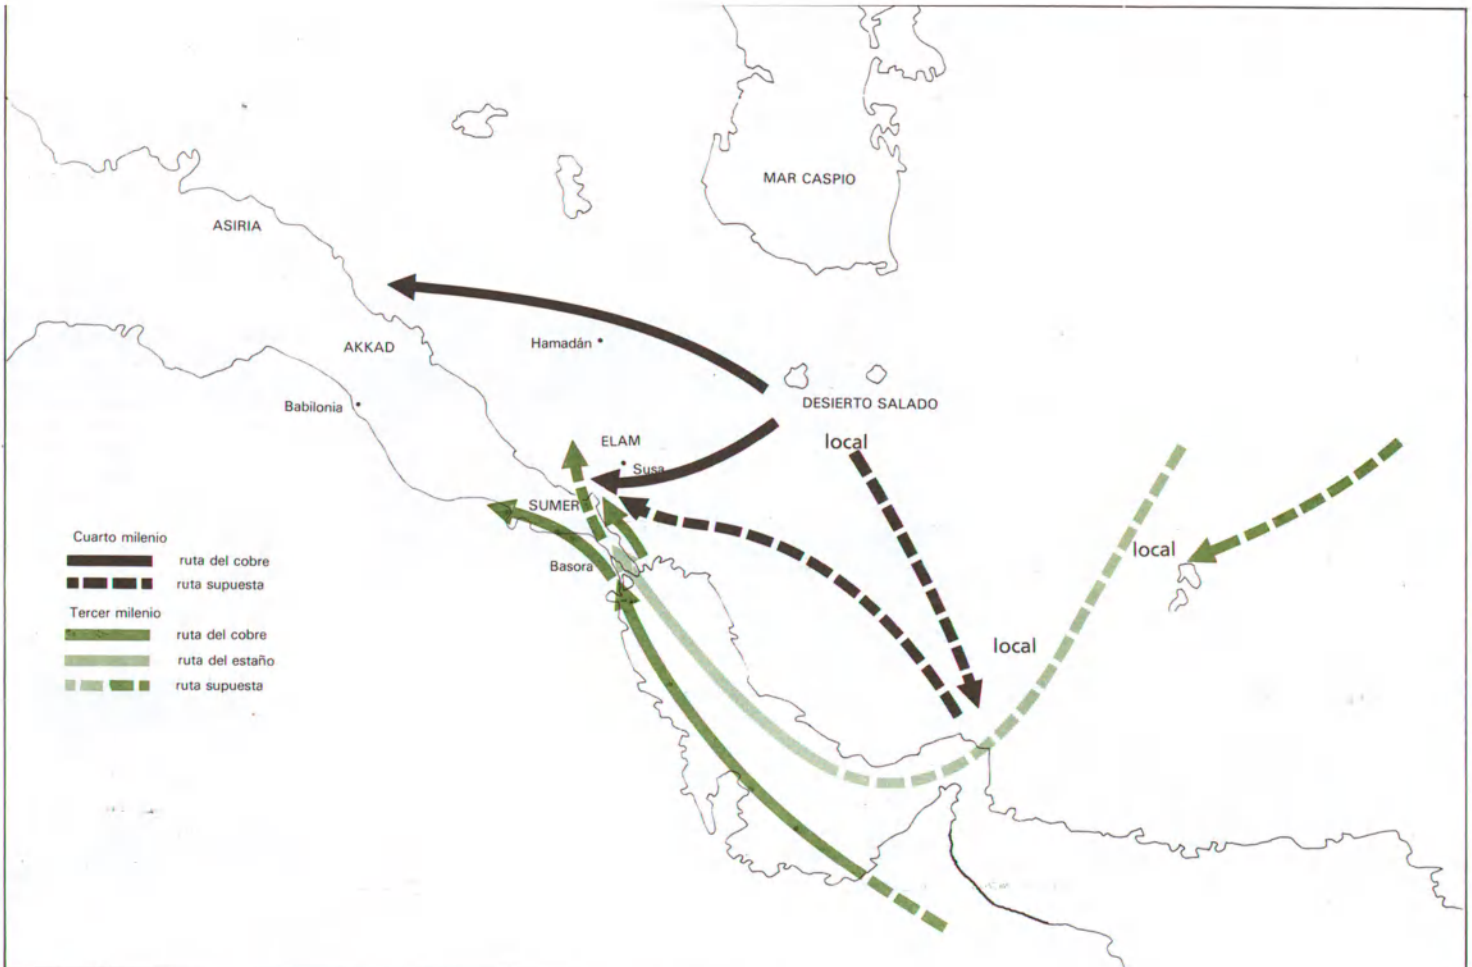 MAR CASPIO
ASIRIA
Hamadán
AKKAD
DESIERTO SALADO
Babilonia
ELAM
local
Susa
SUMER
Basora
local
local
Cuarto milenio
ruta del cobre
ruta supuesta
Tercer milenio
ruta del cobre
ruta del estaño
ruta supuesta